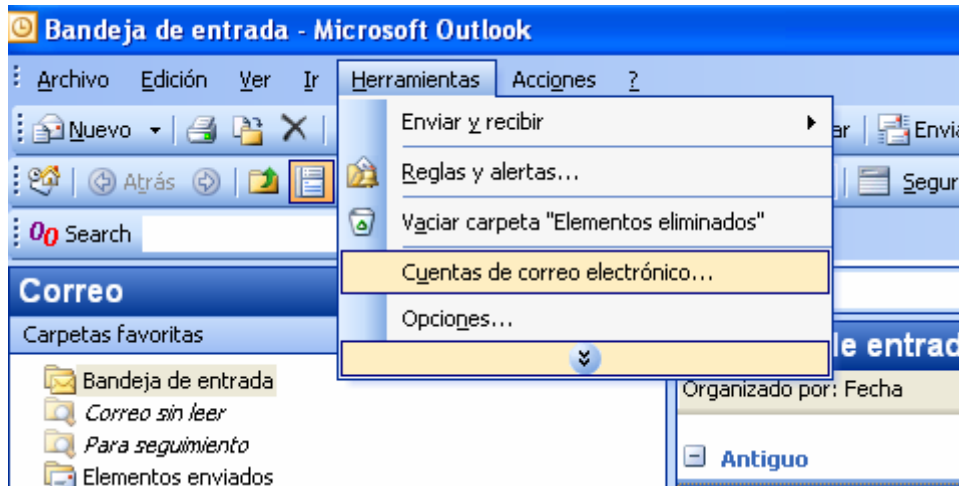 Bandeja de entrada - Microsoft Outlook
Archivo Edición Ver Ir Herramientas Acciones ?
Nuevo
Enviar y recibir
Reglas y alertas...
Atrás
Vaciar carpeta "Elementos eliminados"
Search
Cuentas de correo electrónico...
Correo
Opciones...
Carpetas favoritas
Bandeja de entrada
Organizado por: Fecha
Correo sin leer
Para seguimiento
Antiguo
Elementos enviados